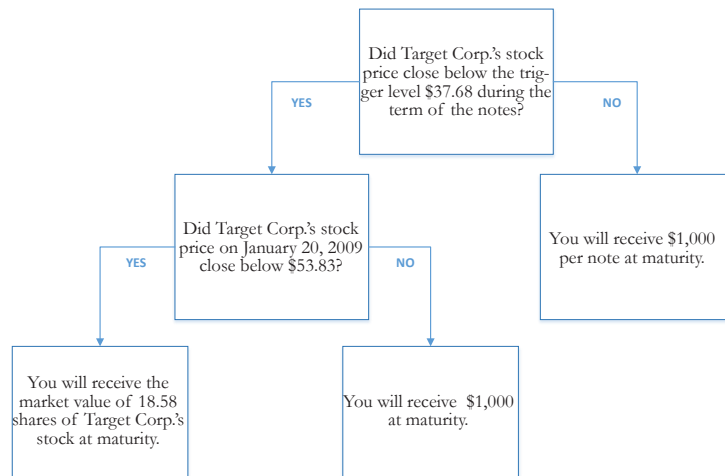 Did Target Corp.'s stock
price close below the trig-
ger level $37.68 during the
term of the notes?
YES
NO
Did Target Corp.'s stock
price on January 20, 2009
close below $53.83?
You will receive $1,000
per note at maturity.
YES
NO
You will receive the
market value of 18.58
shares of Target Corp.'s
stock at maturity.
You will receive $1,000
at maturity.